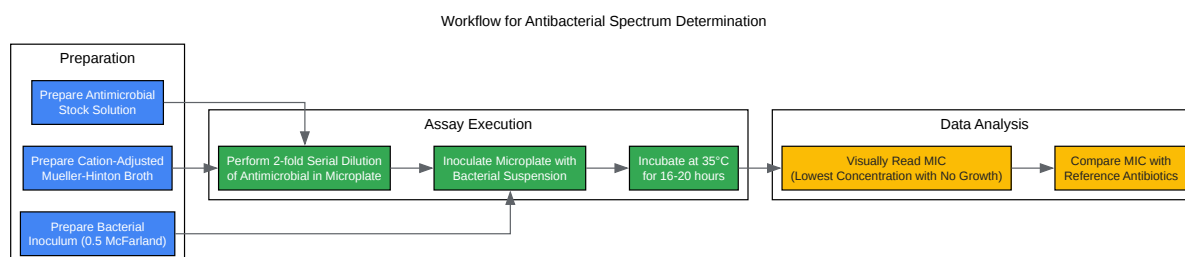 Workflow for Antibacterial Spectrum Determination
Preparation
Prepare Antimicrobial
Stock Solution
Prepare Cation-Adjusted
Mueller-Hinton Broth
Prepare Bacterial
Inoculum (0.5 McFarland)
Assay Execution
Perform 2-fold Serial Dilution
of Antimicrobial in Microplate
Inoculate Microplate with
Bacterial Suspension
Incubate at 35°C
for 16-20 hours
Data Analysis
Visually Read MIC
(Lowest Concentration with No Growth)
Compare MIC with
Reference Antibiotics